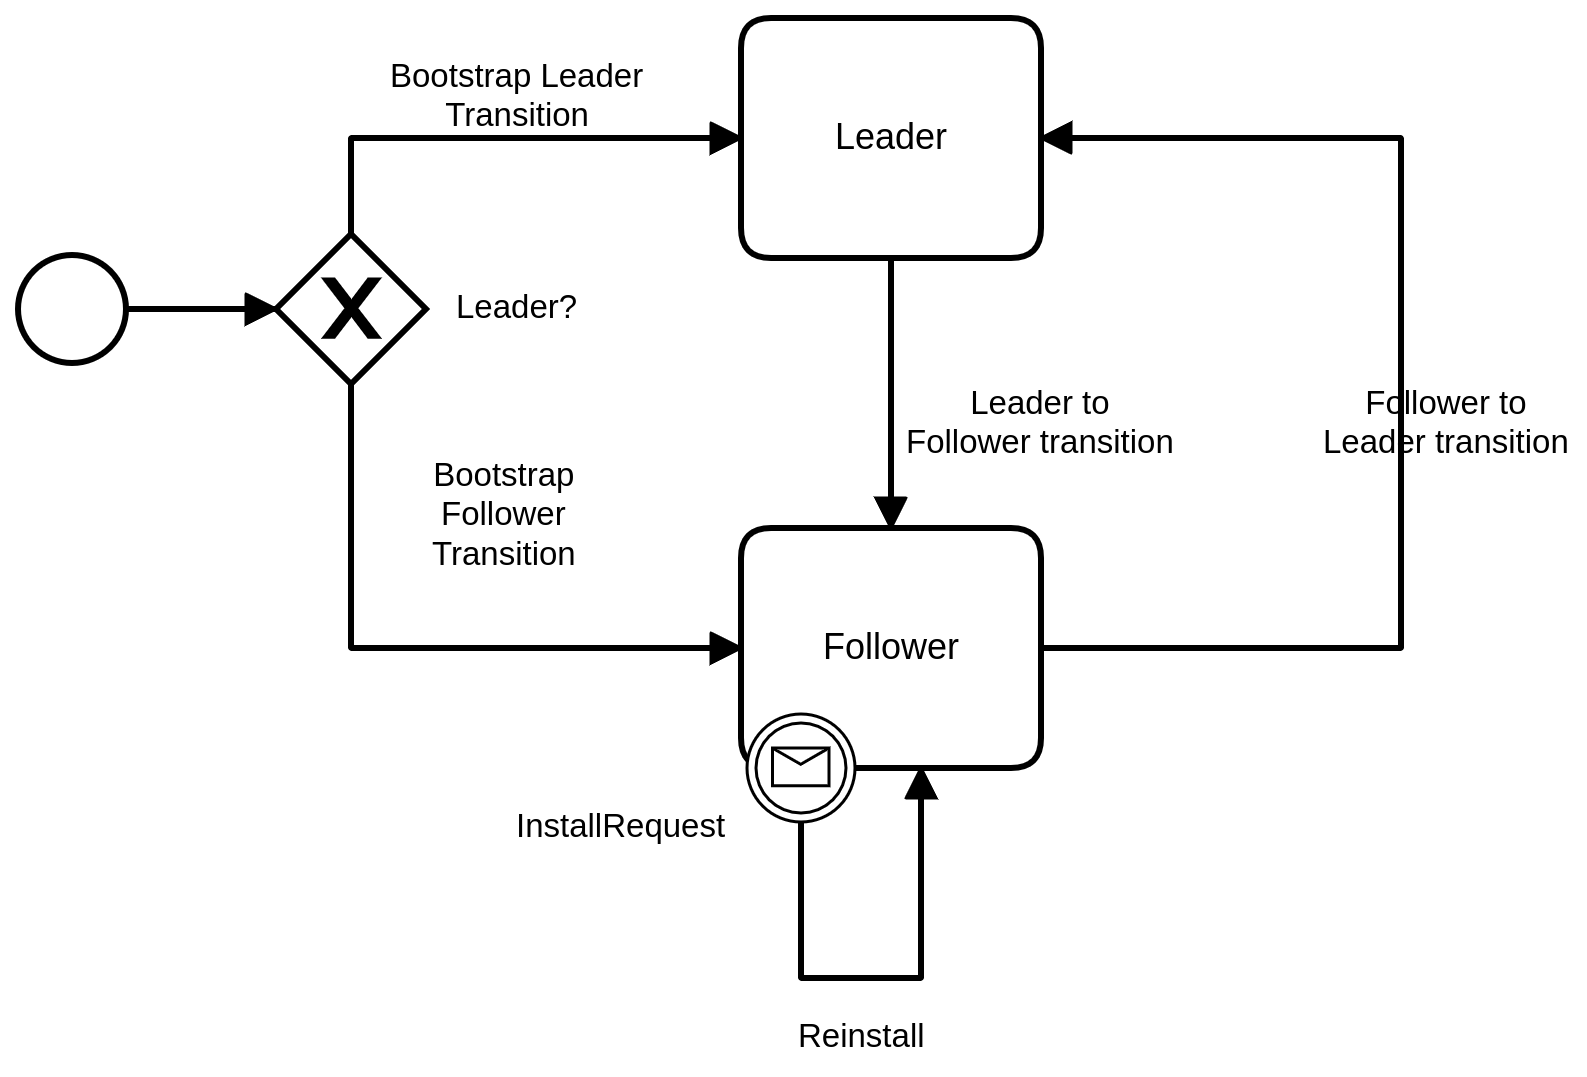 Bootstrap Leader
Transition
Leader
X
Leader?
Leader to
Follower transition
Follower to
Leader transition
Bootstrap
Follower
Transition
Follower
InstallRequest
Reinstall